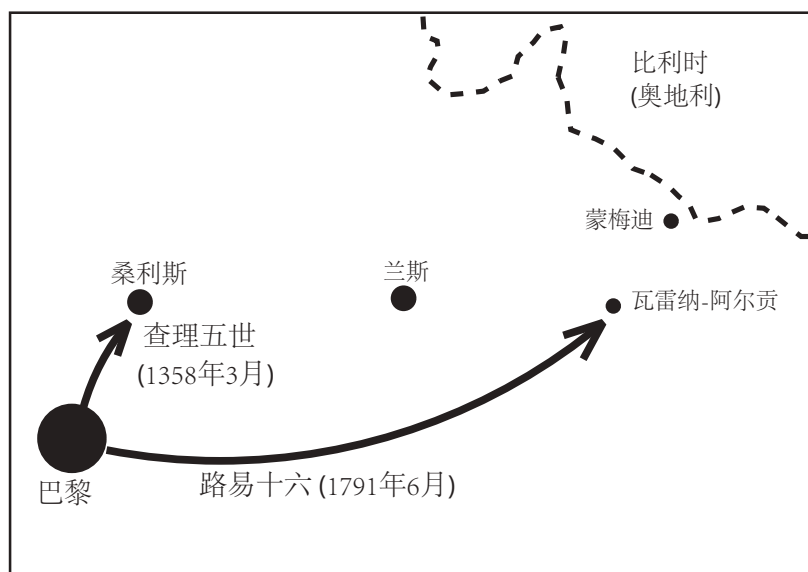 比利时
(奥地利)
蒙梅迪
桑利斯
兰斯
瓦雷纳-阿尔贡
查理五世
(1358年3月)
路易十六 (1791年6月)
巴黎